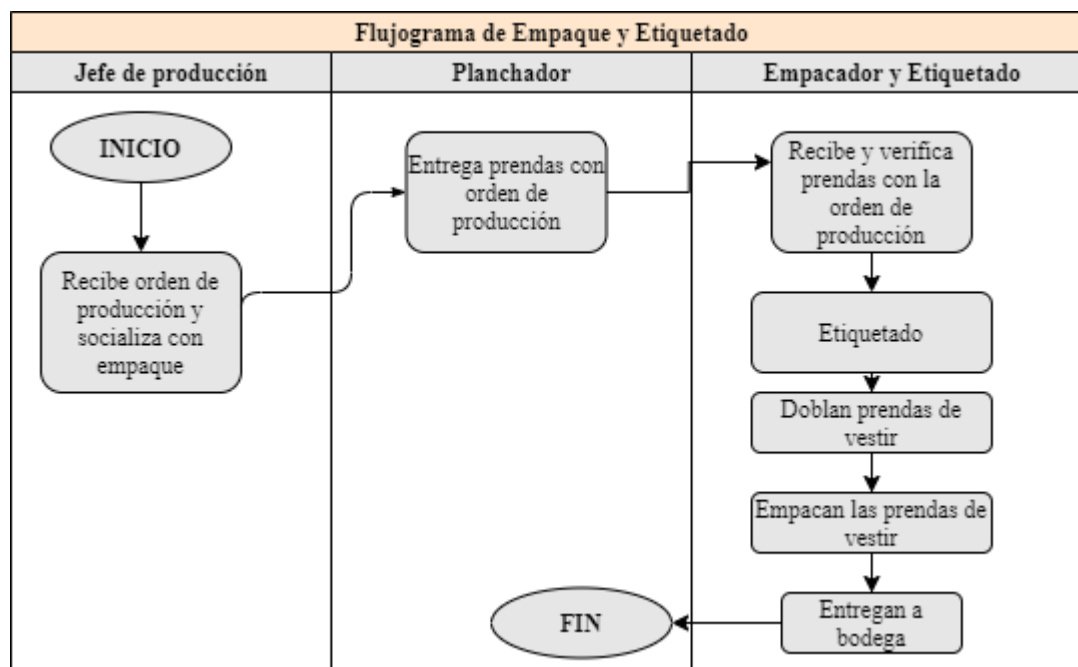 Flujograma de Empaque y Etiquetado
Jefe de producción
Planchador
Empacador y Etiquetado
INICIO
Recibe orden de
producción y
socializa con
empaque
Entrega prendas con
orden de
producción
Recibe y verifica
prendas con la
orden de
producción
Etiquetado
Doblan prendas de
vestir
Empacan las prendas de
vestir
Entregan a
bodega
FIN